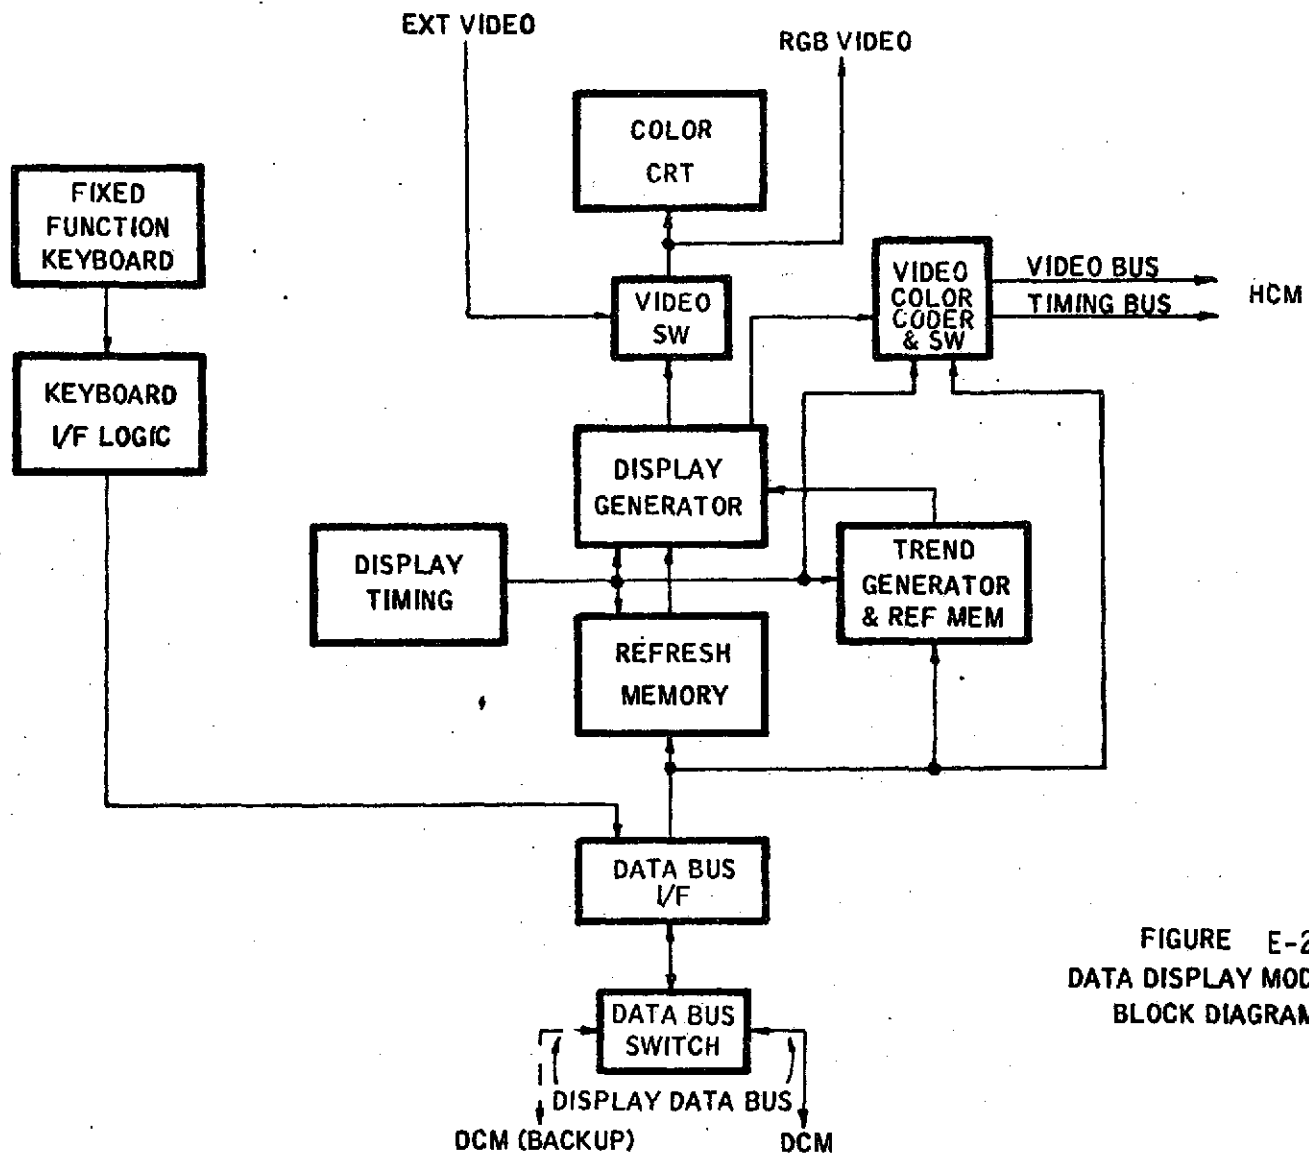 EXT VIDEO
RGB VIDEO
COLOR
CRT
FIXED
FUNCTION
KEYBOARD
VIDEO
SW
VIDEO
COLOR
CODER
& SW
VIDEO BUS
TIMING BUS
HCM
KEYBOARD
I/F LOGIC
DISPLAY
GENERATOR
DISPLAY
TIMING
TREND
GENERATOR
& REF MEM
REFRESH
MEMORY
DATA BUS
I/F
DATA BUS
SWITCH
DISPLAY DATA BUS
DCM (BACKUP)
DCM
FIGURE E-2
DATA DISPLAY MOD
BLOCK DIAGRAM